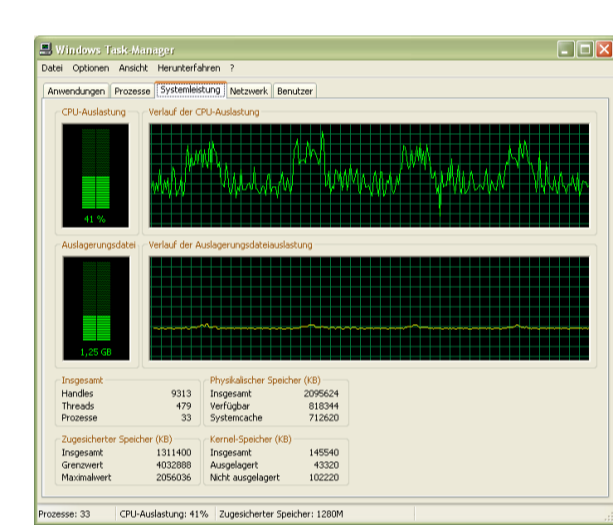 Windows Task-Manager
Datei Optionen Ansicht Herunterfahren ?
Anwendungen Prozesse Systemleistung Netzwerk Benutzer
CPU-Auslastung Verlauf der CPU-Auslastung
41 %
Auslagerungsdatei Verlauf der Auslagerungsdateiauslastung
1,25 GB
Insgesamt
Handles 9313
Threads 479
Prozesse 33
Physikalischer Speicher (KB)
Insgesamt 2095624
Verfügbar 818344
Systemcache 712620
Zugesicherter Speicher (KB)
Insgesamt 1311400
Grenzwert 4032888
Maximalwert 2056036
Kernel-Speicher (KB)
Insgesamt 145540
Ausgelagert 43320
Nicht ausgelagert 102220
Prozesse: 33 CPU-Auslastung: 41% Zugesicherter Speicher: 1280M